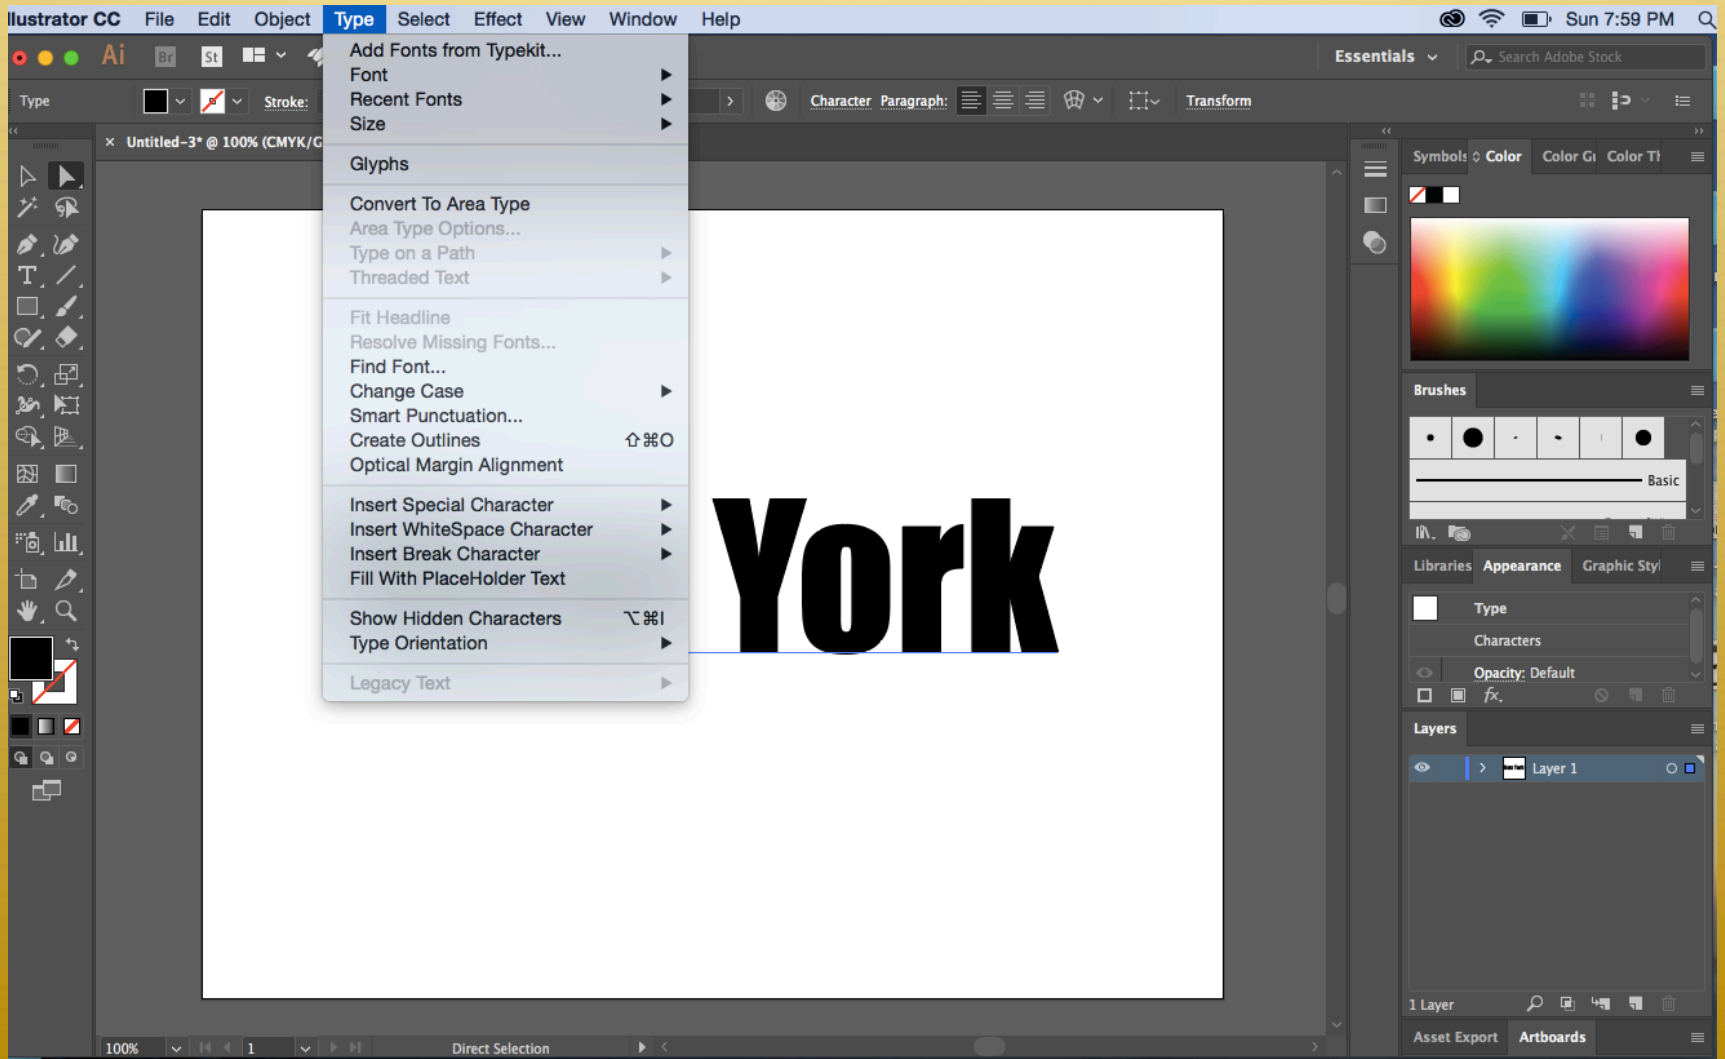 llustrator CC File Edit Object Type Select Effect View Window Help Sun 7:59 PM
Ai Br St Essentials Search Adobe Stock
Type Stroke: Character Paragraph: Transform
× Untitled-3* @ 100% (CMYK/G
Add Fonts from Typekit...
Font
Recent Fonts
Size
Glyphs
Convert To Area Type
Area Type Options...
Type on a Path
Threaded Text
Fit Headline
Resolve Missing Fonts...
Find Font...
Change Case
Smart Punctuation...
Create Outlines ⇧⌘O
Optical Margin Alignment
Insert Special Character
Insert WhiteSpace Character
Insert Break Character
Fill With PlaceHolder Text
Show Hidden Characters ⌥⌘I
Type Orientation
Legacy Text
York
Symbols Color Color Gu Color Th
Brushes
Basic
Libraries Appearance Graphic Styl
Type
Characters
Opacity: Default
fx
Layers
Layer 1
1 Layer
Asset Export Artboards
100% 1 Direct Selection